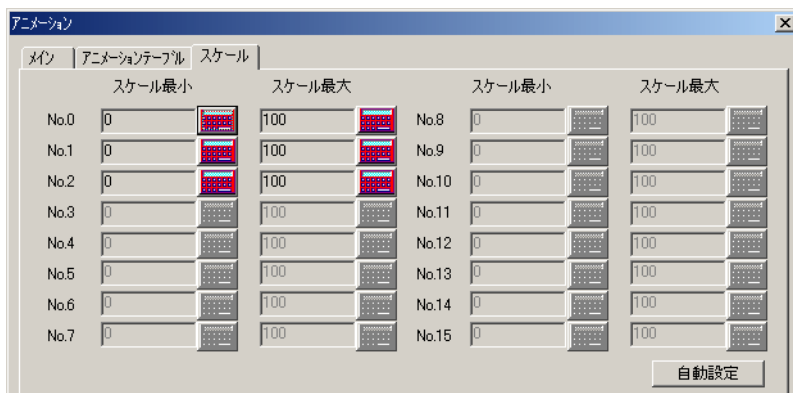 アニメーション
メイン アニメーションテーブル スケール
スケール最小 スケール最大 スケール最小 スケール最大
No.0 0 100 No.8 0 100
No.1 0 100 No.9 0 100
No.2 0 100 No.10 0 100
No.3 0 100 No.11 0 100
No.4 0 100 No.12 0 100
No.5 0 100 No.13 0 100
No.6 0 100 No.14 0 100
No.7 0 100 No.15 0 100
自動設定